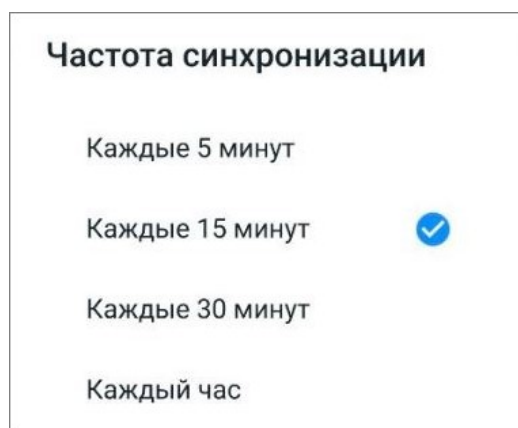 Частота синхронизации
Каждые 5 минут
Каждые 15 минут
Каждые 30 минут
Каждый час